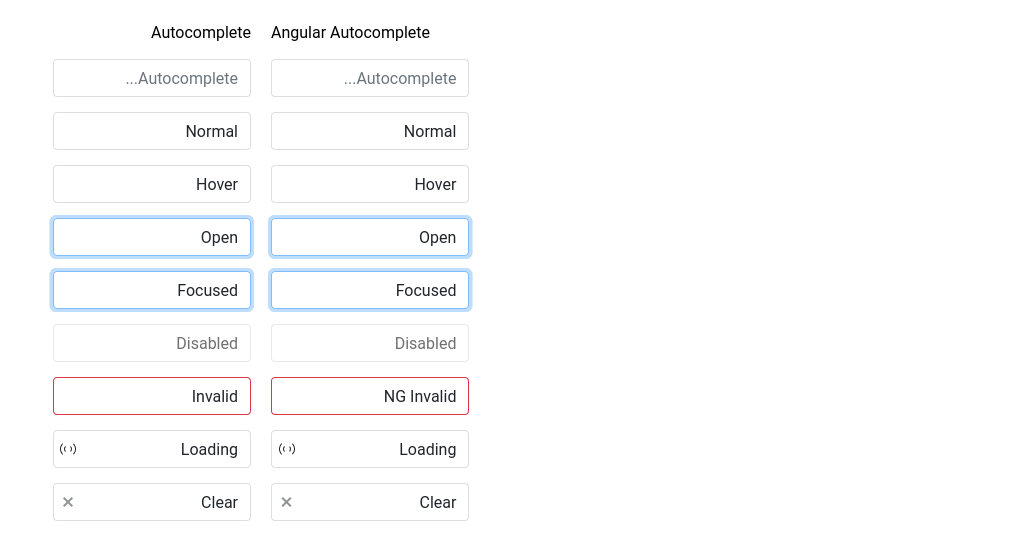 Autocomplete Angular Autocomplete
...Autocomplete ...Autocomplete
Normal Normal
Hover Hover
Open Open
Focused Focused
Disabled Disabled
Invalid NG Invalid
Loading Loading
Clear Clear